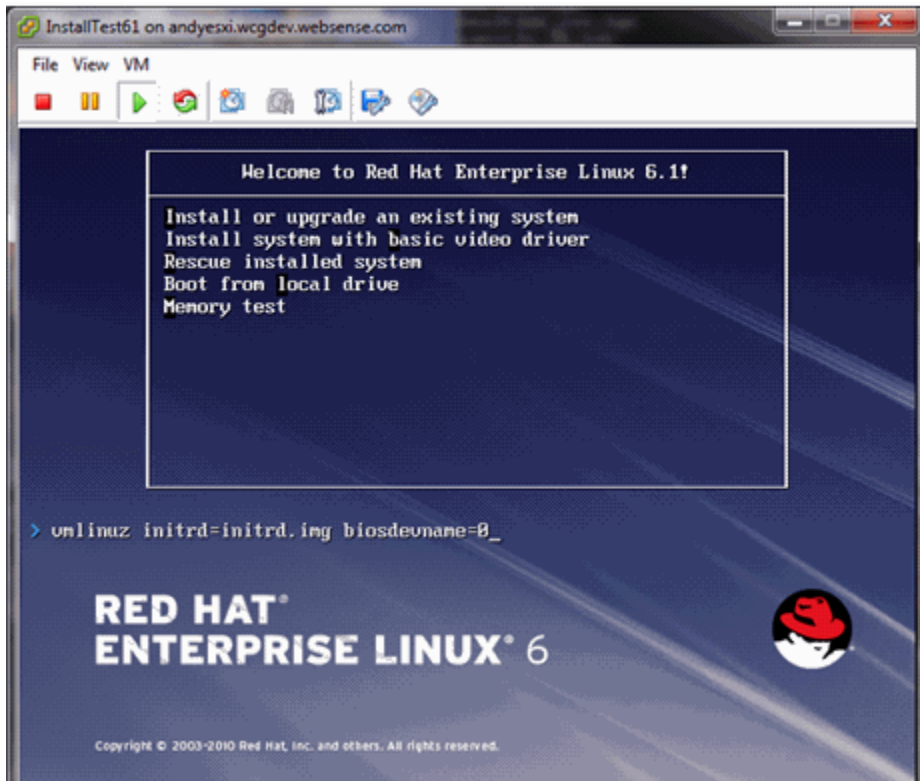 InstallTest61 on andyesxi.wcgdev.websense.com
File View VM
Welcome to Red Hat Enterprise Linux 6.1!
Install or upgrade an existing system
Install system with basic video driver
Rescue installed system
Boot from local drive
Memory test
> vmlinuz initrd=initrd.img biosdevname=0_
RED HAT®
ENTERPRISE LINUX® 6
Copyright © 2003-2010 Red Hat, Inc. and others. All rights reserved.